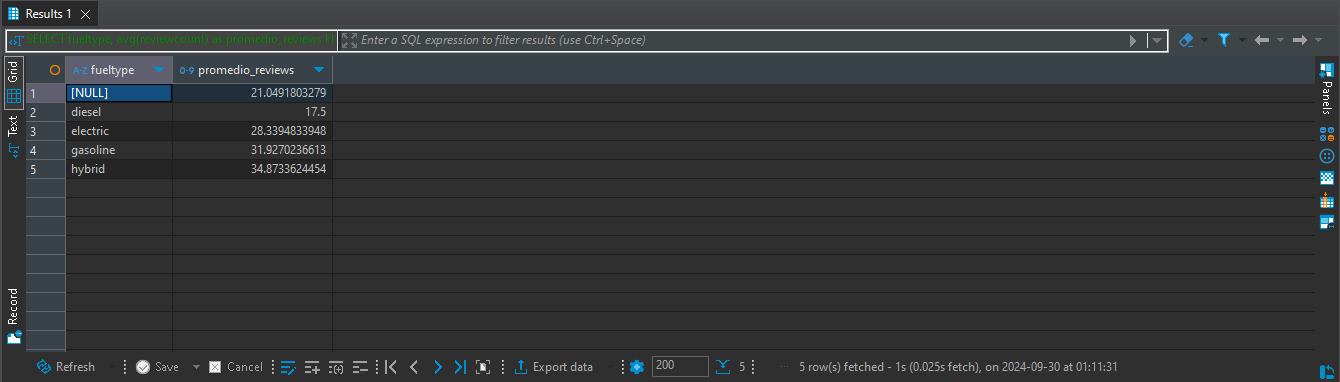 Results 1
SELECT fueltype, avg(reviewcount) as promedio_reviews
Enter a SQL expression to filter results (use Ctrl+Space)
Grid
Text
Record
A-Z fueltype 0-9 promedio_reviews
1 [NULL] 21.0491803279
2 diesel 17.5
3 electric 28.3394833948
4 gasoline 31.9270236613
5 hybrid 34.8733624454
Panels
Refresh Save Cancel Export data 200 5 5 row(s) fetched - 1s (0.025s fetch), on 2024-09-30 at 01:11:31